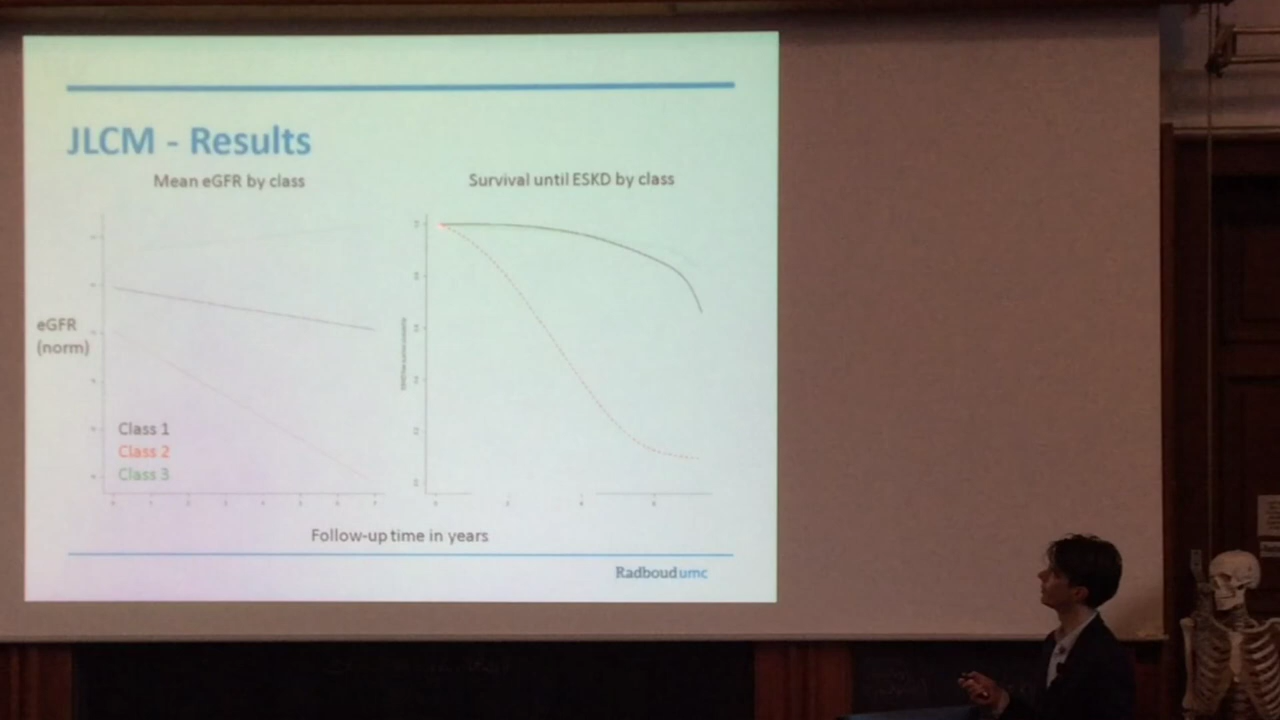 JLCM - Results
Mean eGFR by class
Survival until ESKD by class
eGFR
(norm)
Class 1
Class 2
Class 3
Follow-up time in years
Radboudumc